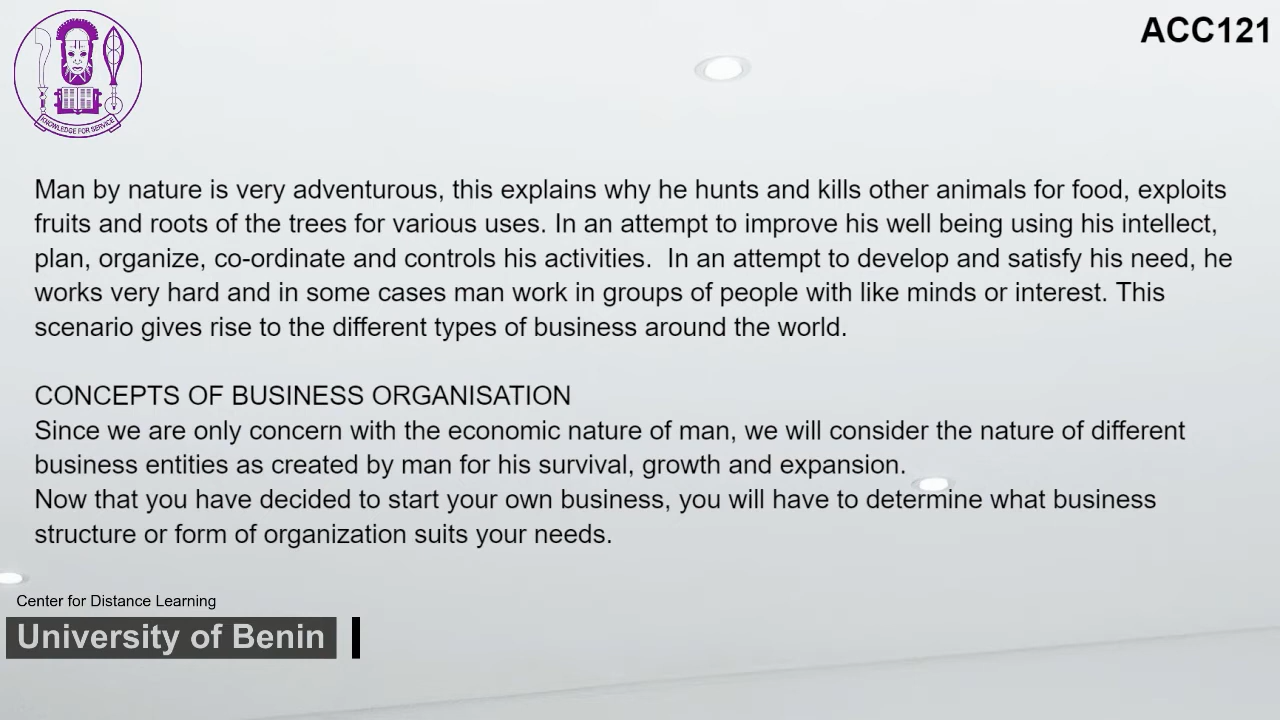 ACC121
KNOWLEDGE FOR SERVICE
Man by nature is very adventurous, this explains why he hunts and kills other animals for food, exploits
fruits and roots of the trees for various uses. In an attempt to improve his well being using his intellect,
plan, organize, co-ordinate and controls his activities.  In an attempt to develop and satisfy his need, he
works very hard and in some cases man work in groups of people with like minds or interest. This
scenario gives rise to the different types of business around the world.
CONCEPTS OF BUSINESS ORGANISATION
Since we are only concern with the economic nature of man, we will consider the nature of different
business entities as created by man for his survival, growth and expansion.
Now that you have decided to start your own business, you will have to determine what business
structure or form of organization suits your needs.
Center for Distance Learning
University of Benin